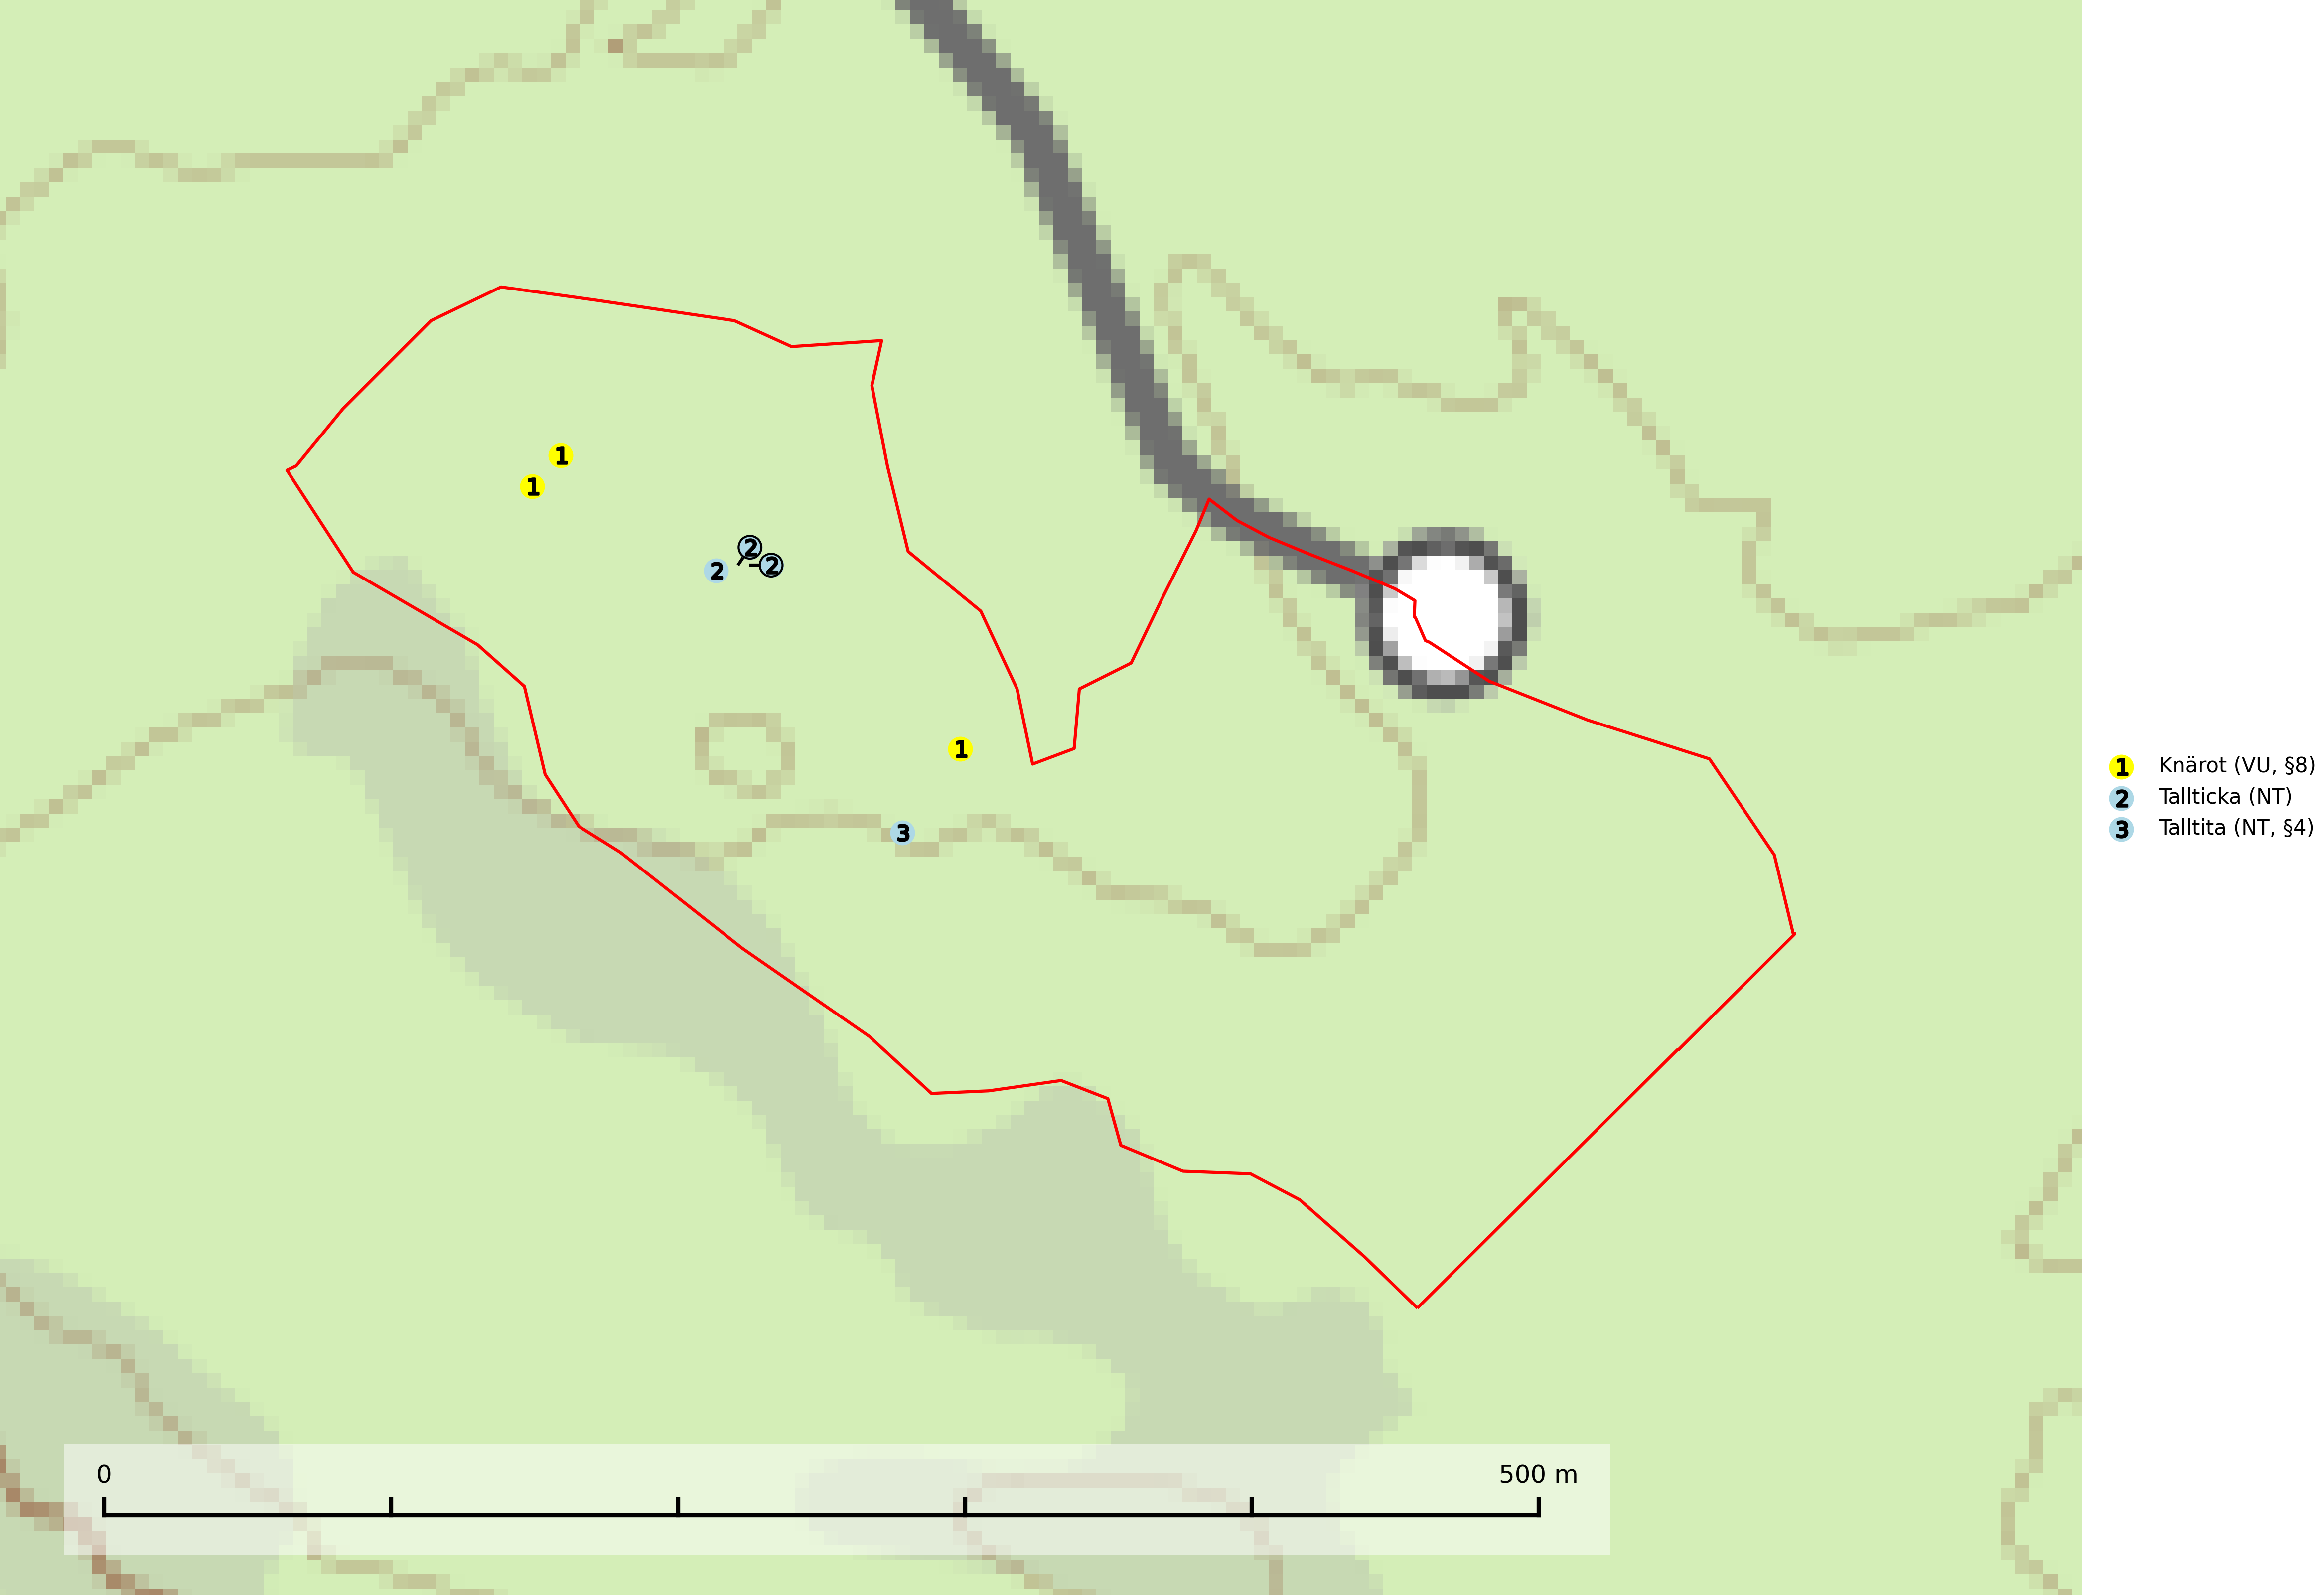 1
1
2
2
2
1
3
1 Knärot (VU, §8)
2 Tallticka (NT)
3 Talltita (NT, §4)
0 500 m